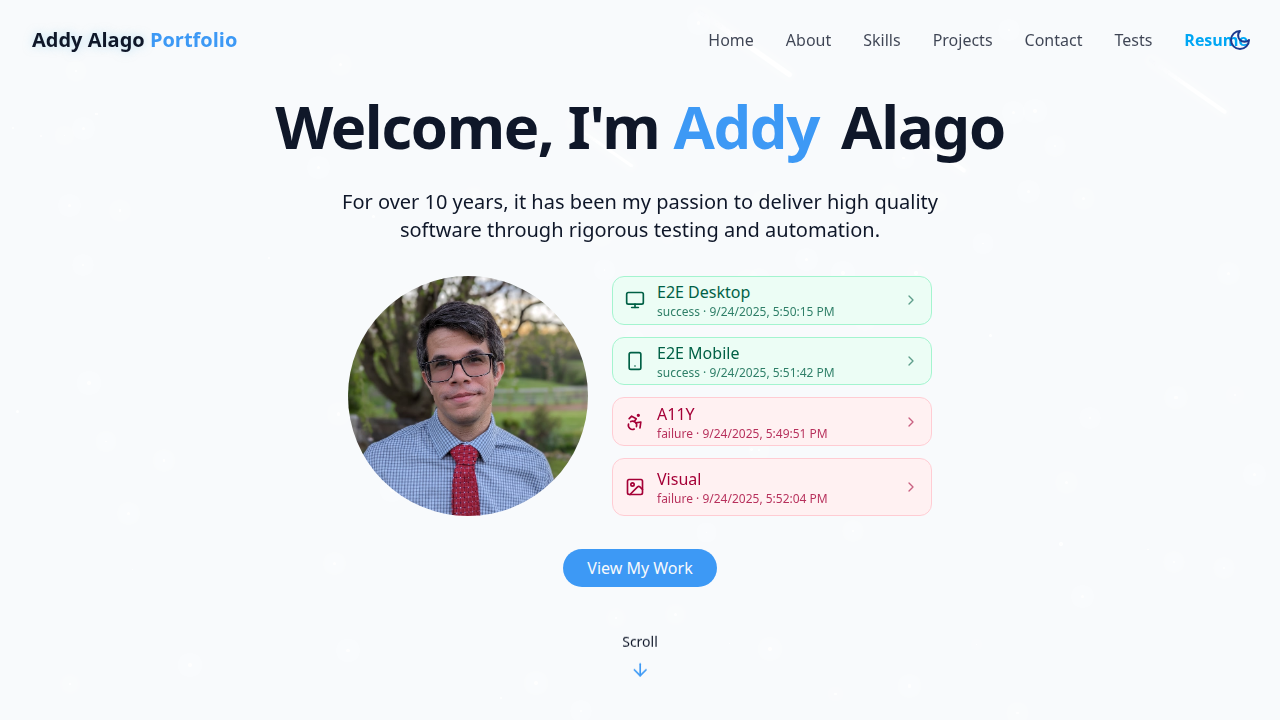 Addy Alago Portfolio
Home
About
Skills
Projects
Contact
Tests
Resume
Welcome, I'm Addy Alago
For over 10 years, it has been my passion to deliver high quality
software through rigorous testing and automation.
E2E Desktop
success · 9/24/2025, 5:50:15 PM
E2E Mobile
success · 9/24/2025, 5:51:42 PM
A11Y
failure · 9/24/2025, 5:49:51 PM
Visual
failure · 9/24/2025, 5:52:04 PM
View My Work
Scroll